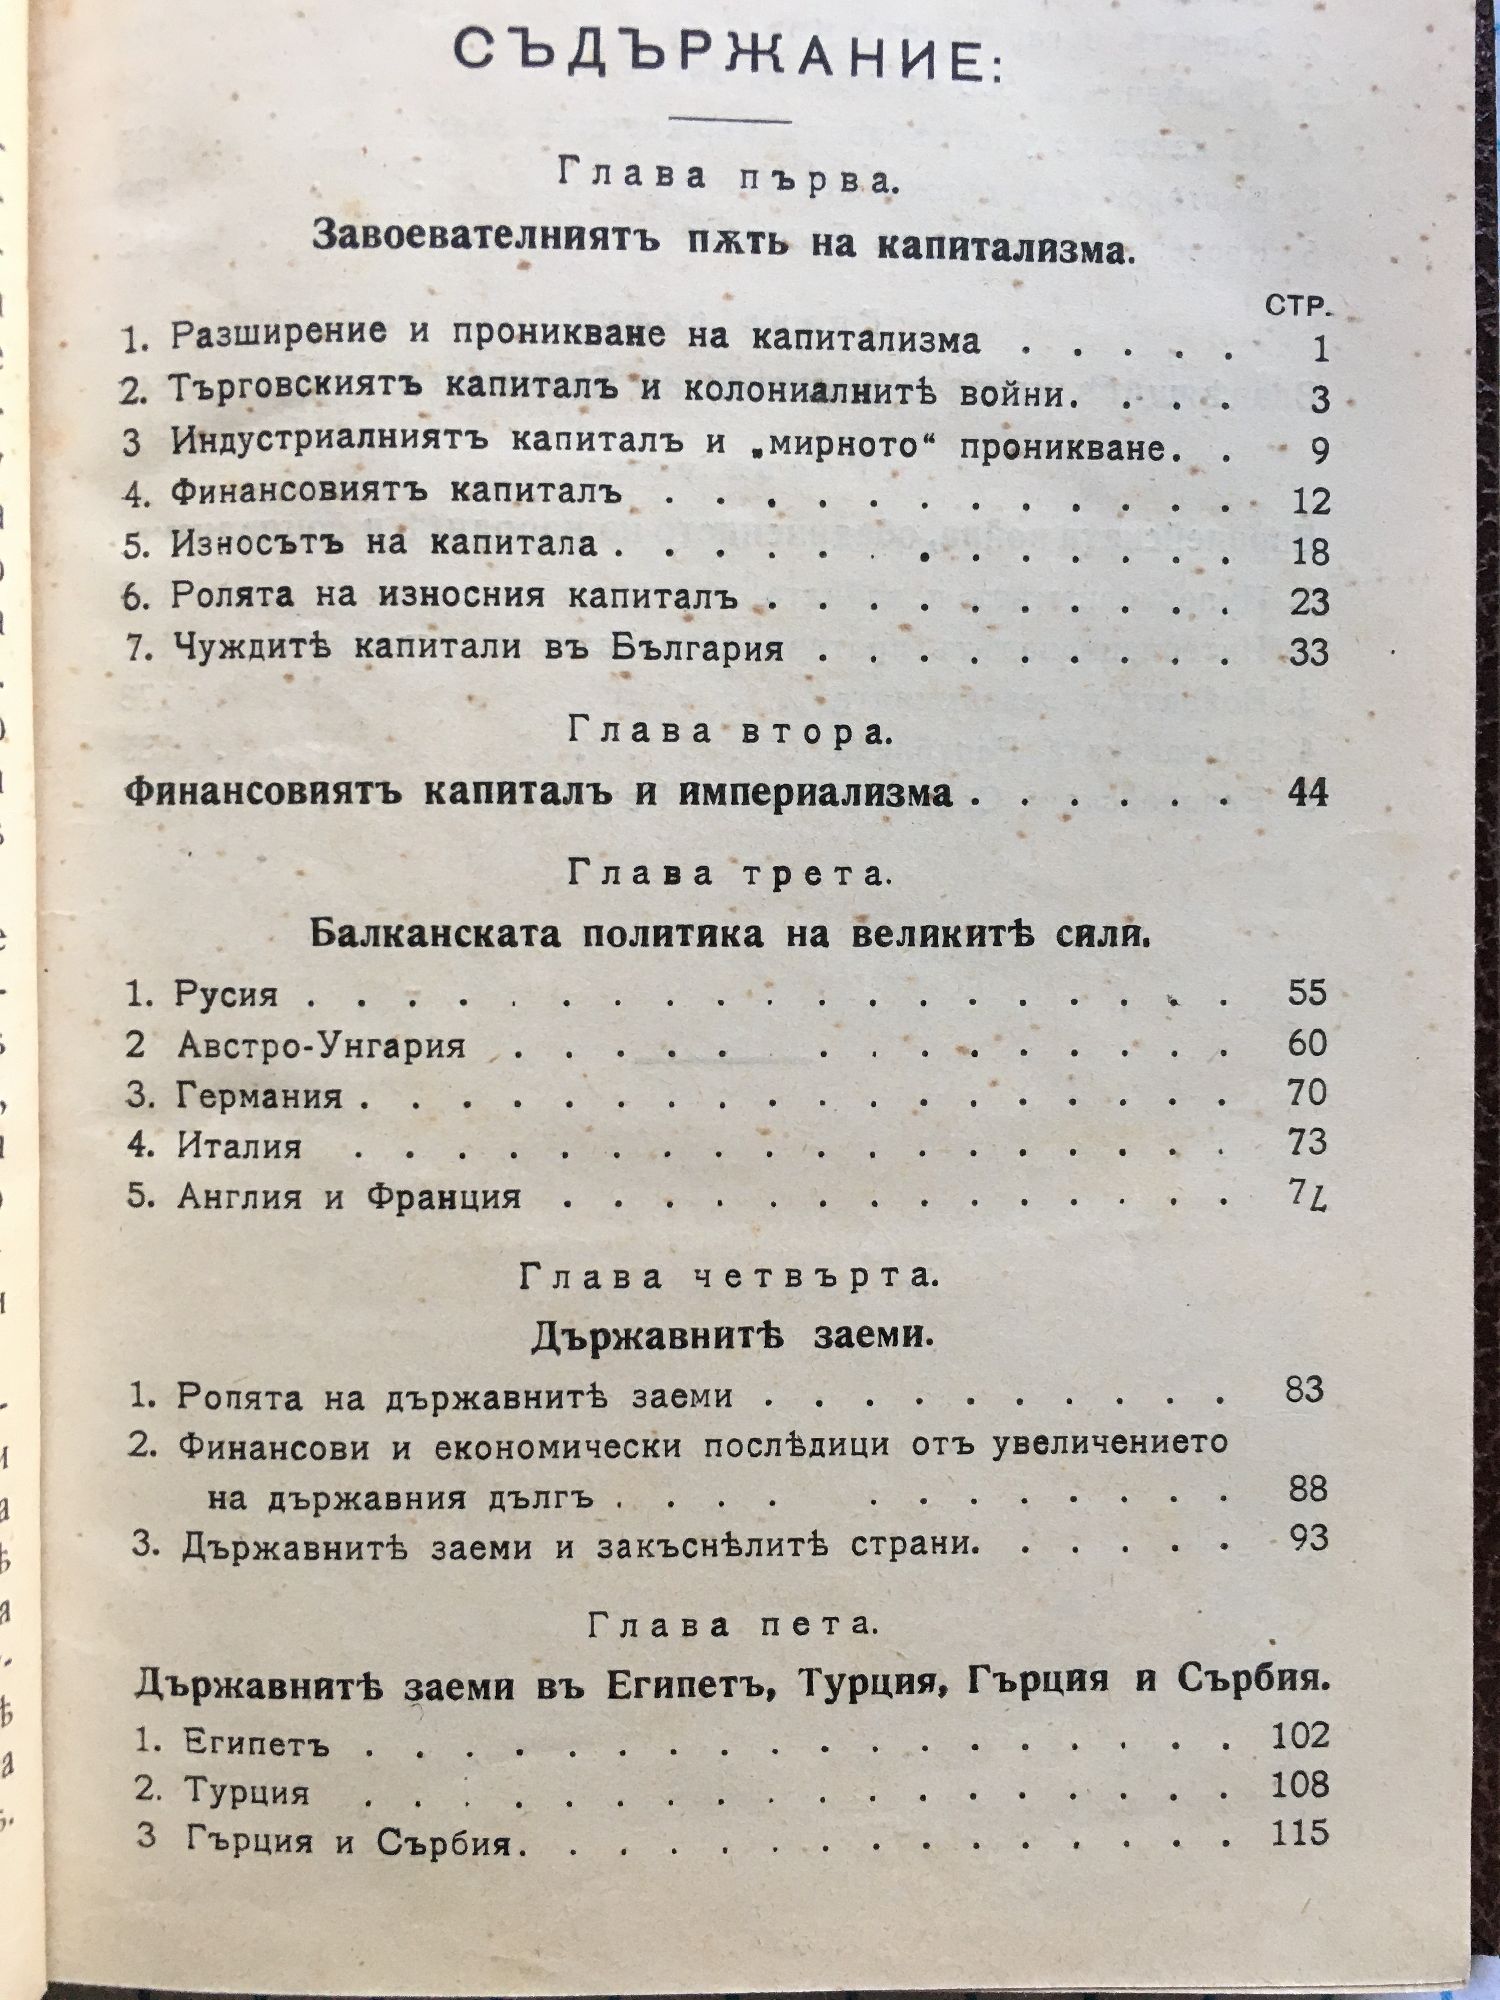 СЪДЪРЖАНИЕ:
Глава първа.
Завоевателниятъ пѫть на капитализма.
СТР.
1. Разширение и проникване на капитализма . . . . . 1
2. Търговскиятъ капиталъ и колониалнитѣ войни. . . . 3
3 Индустриалниятъ капиталъ и „мирното“ проникване. . 9
4. Финансовиятъ капиталъ . . . . . . . . . . . . 12
5. Износътъ на капитала . . . . . . . . . . . . . 18
6. Ролята на износния капиталъ . . . . . . . . . . 23
7. Чуждитѣ капитали въ България . . . . . . . . . 33
Глава втора.
Финансовиятъ капиталъ и империализма . . . . . . 44
Глава трета.
Балканската политика на великитѣ сили.
1. Русия . . . . . . . . . . . . . . . . . . . 55
2 Австро-Унгария . . . . . . . . . . . . . . 60
3. Германия . . . . . . . . . . . . . . . . . . 70
4. Италия . . . . . . . . . . . . . . . . . . 73
5. Англия и Франция . . . . . . . . . . . . . . 77
Глава четвърта.
Държавнитѣ заеми.
1. Ролята на държавнитѣ заеми . . . . . . . . . . 83
2. Финансови и економически послѣдици отъ увеличението
на държавния дългъ . . . . . . . . . . . . 88
3. Държавнитѣ заеми и закъснѣлитѣ страни. . . . . . 93
Глава пета.
Държавнитѣ заеми въ Египетъ, Турция, Гърция и Сърбия.
1. Египетъ . . . . . . . . . . . . . . . . . . 102
2. Турция . . . . . . . . . . . . . . . . . . 108
3 Гърция и Сърбия. . . . . . . . . . . . . . . 115